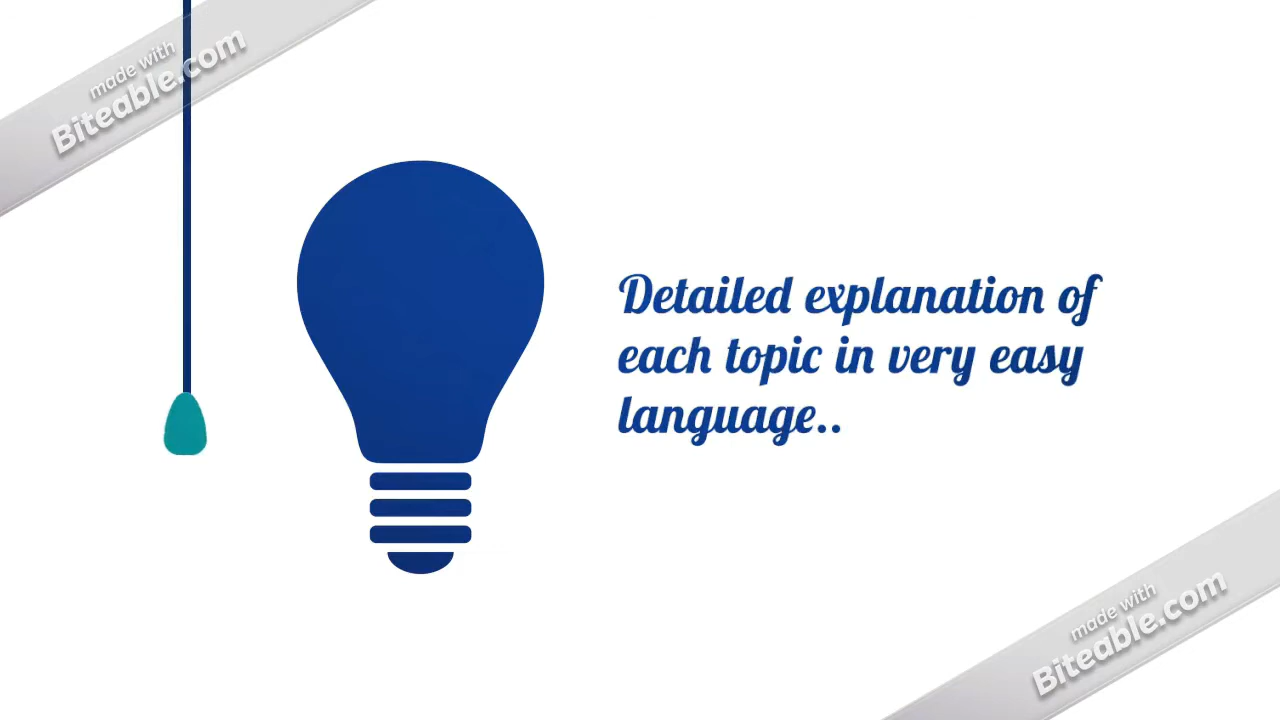 made with
Biteable.com
Detailed explanation of
each topic in very easy
language..
made with
Biteable.com